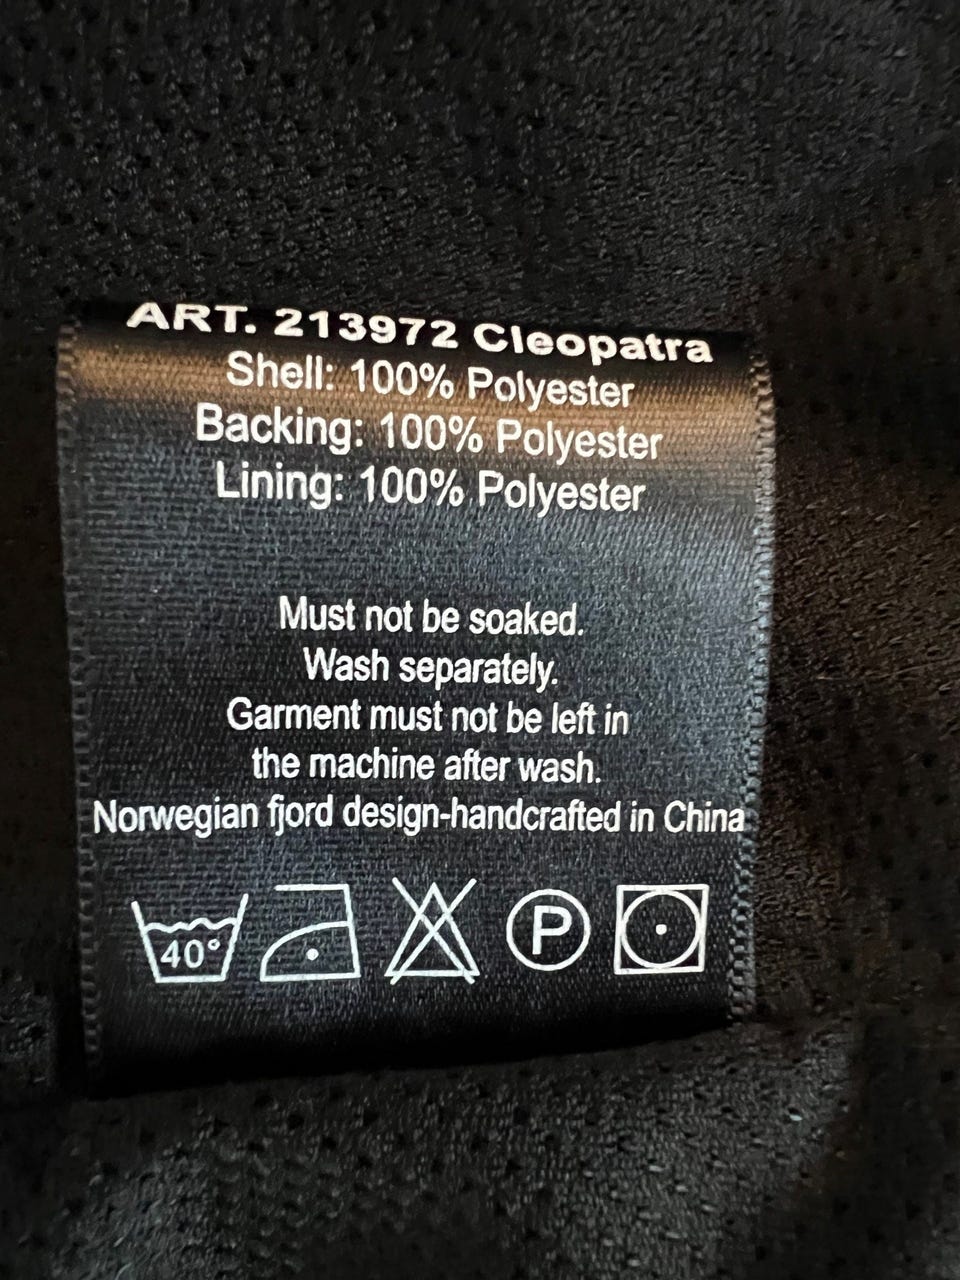 ART. 213972 Cleopatra
Shell: 100% Polyester
Backing: 100% Polyester
Lining: 100% Polyester
Must not be soaked.
Wash separately.
Garment must not be left in
the machine after wash.
Norwegian fjord design-handcrafted in China
40° P